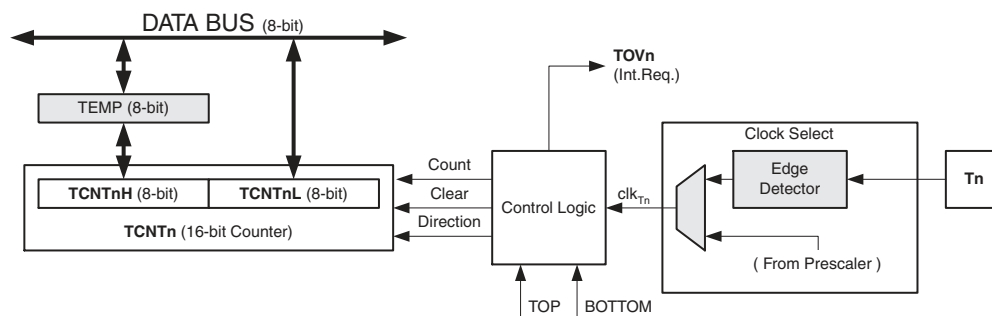 DATA BUS (8-bit)
TOVn
(Int.Req.)
TEMP (8-bit)
Clock Select
Count
Edge
Detector
Tn
TCNTnH (8-bit) TCNTnL (8-bit)
Clear
Control Logic
clkTn
TCNTn (16-bit Counter)
Direction
( From Prescaler )
TOP
BOTTOM